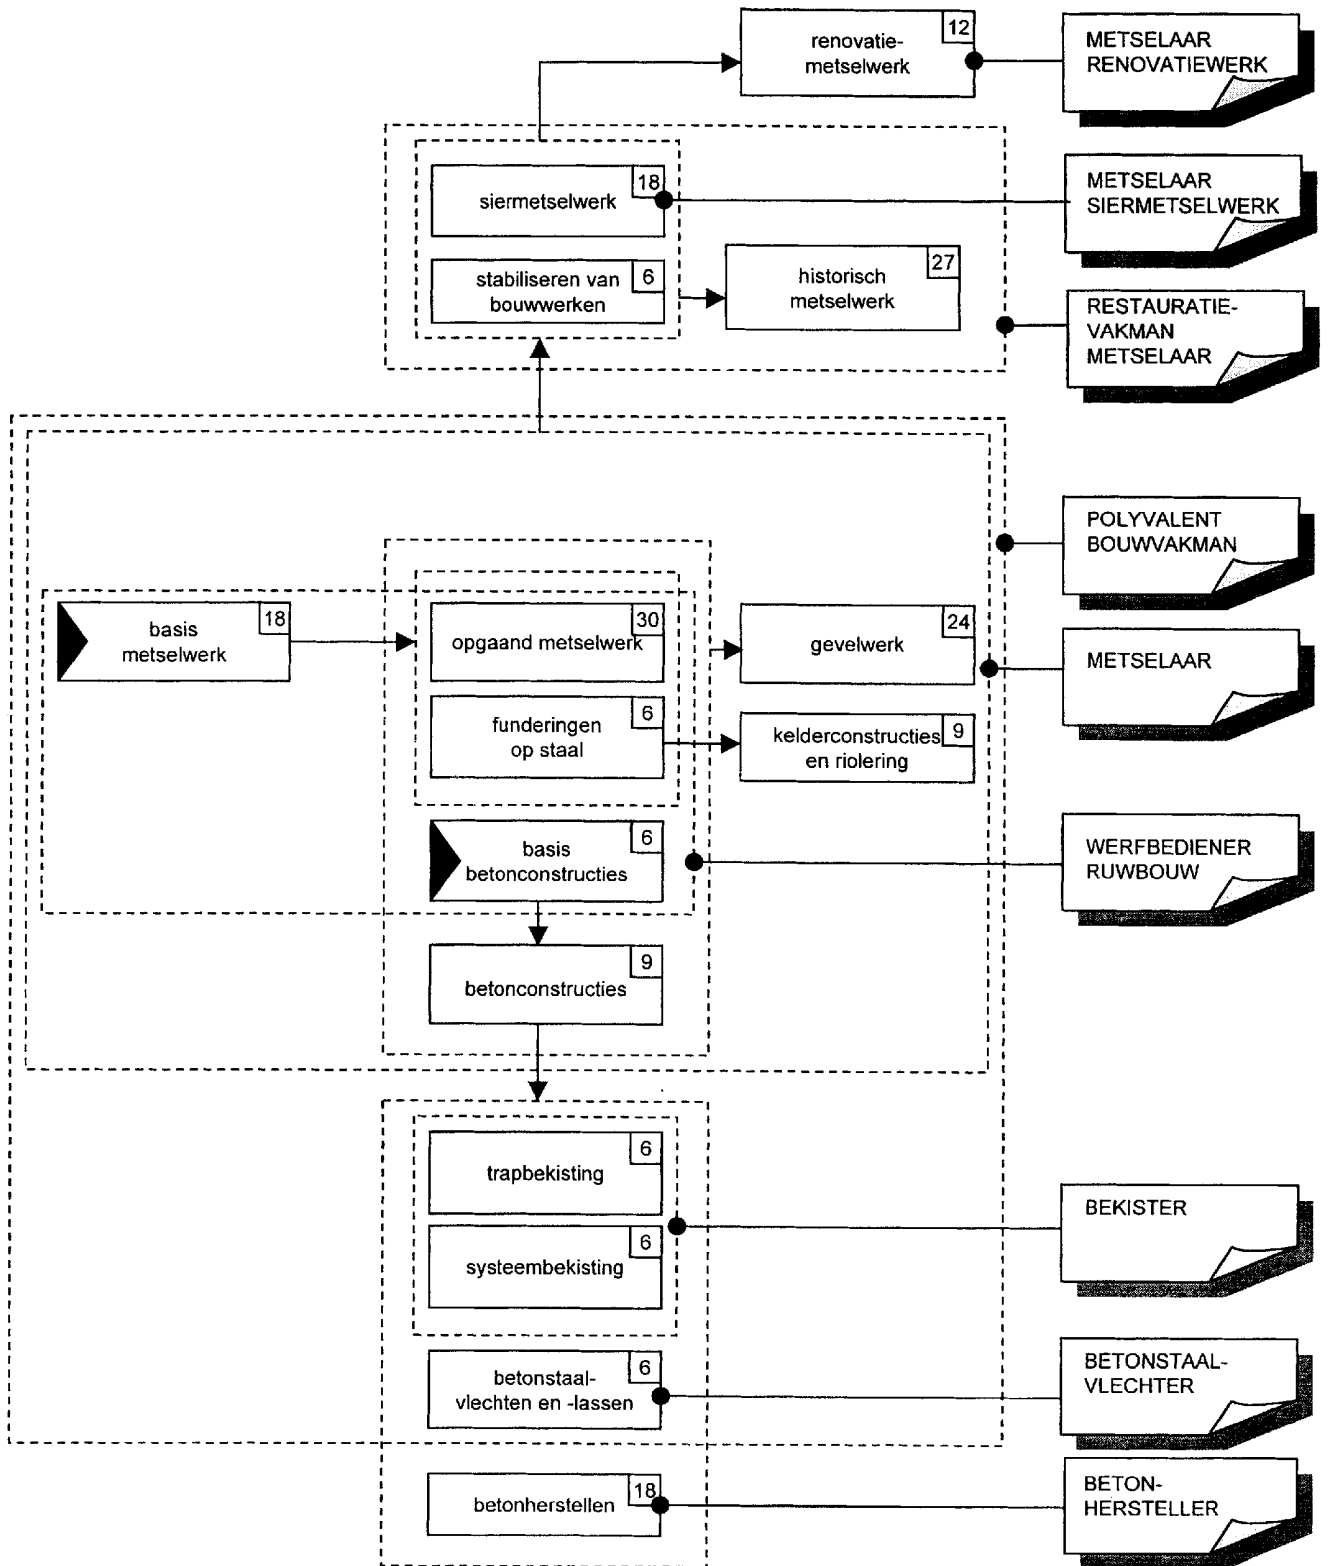 renovatie-
metselwerk
12
METSELAAR
RENOVATIEWERK
siermetselwerk
18
METSELAAR
SIERMETSELWERK
stabiliseren van
bouwwerken
6
historisch
metselwerk
27
RESTAURATIE-
VAKMAN
METSELAAR
POLYVALENT
BOUWVAKMAN
basis
metselwerk
18
opgaand metselwerk
30
gevelwerk
24
METSELAAR
funderingen
op staal
6
kelderconstructies
en riolering
9
basis
betonconstructies
6
WERFBEDIENER
RUWBOUW
betonconstructies
9
trapbekisting
6
BEKISTER
systeembekisting
6
betonstaal-
vlechten en -lassen
6
BETONSTAAL-
VLECHTER
betonherstellen
18
BETON-
HERSTELLER